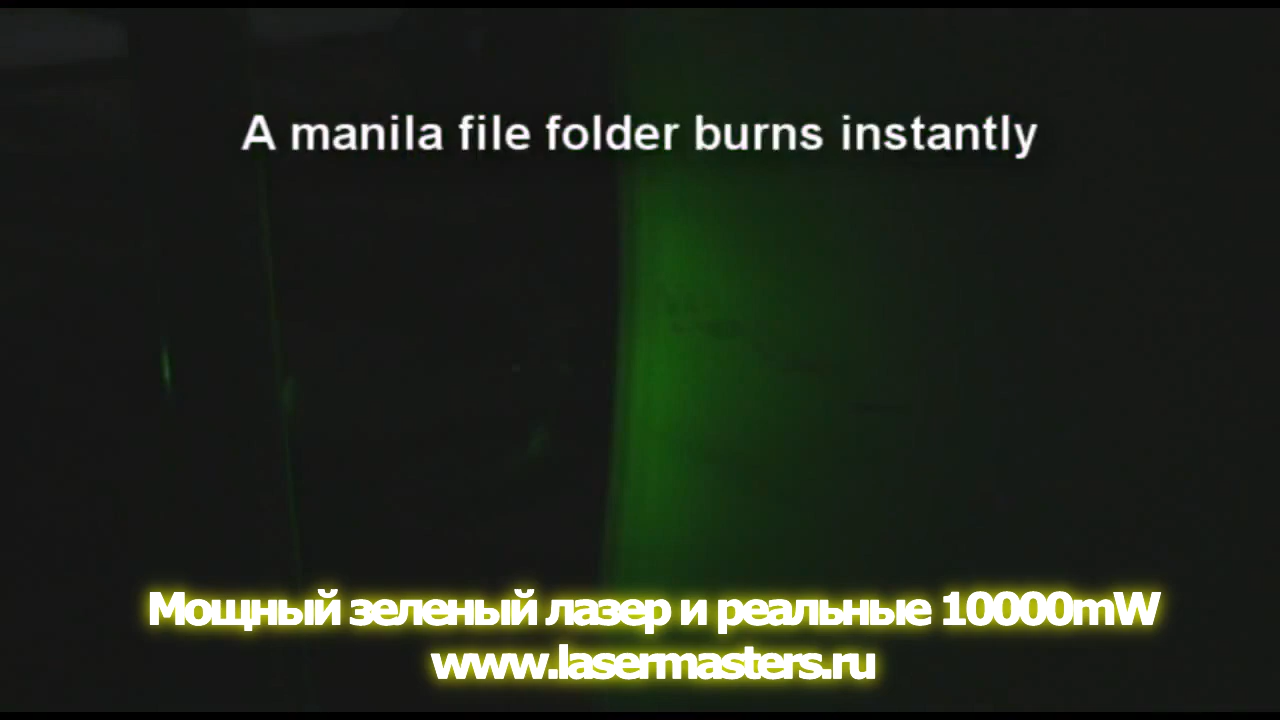 A manila file folder burns instantly
Мощный зеленый лазер и реальные 10000mW
www.lasermasters.ru